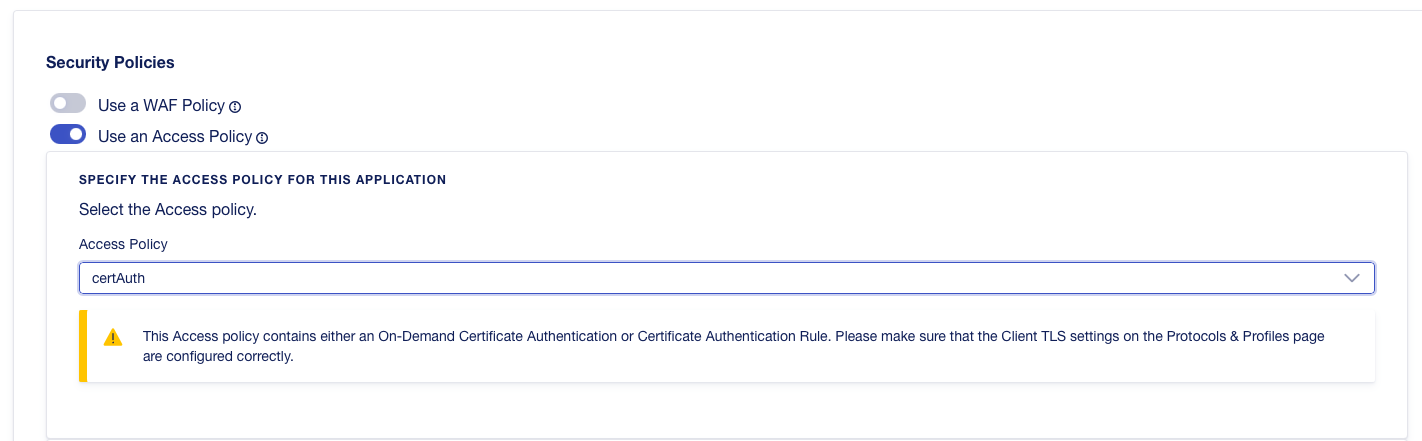 Security Policies
Use a WAF Policy
Use an Access Policy
SPECIFY THE ACCESS POLICY FOR THIS APPLICATION
Select the Access policy.
Access Policy
certAuth
This Access policy contains either an On-Demand Certificate Authentication or Certificate Authentication Rule. Please make sure that the Client TLS settings on the Protocols & Profiles page
are configured correctly.